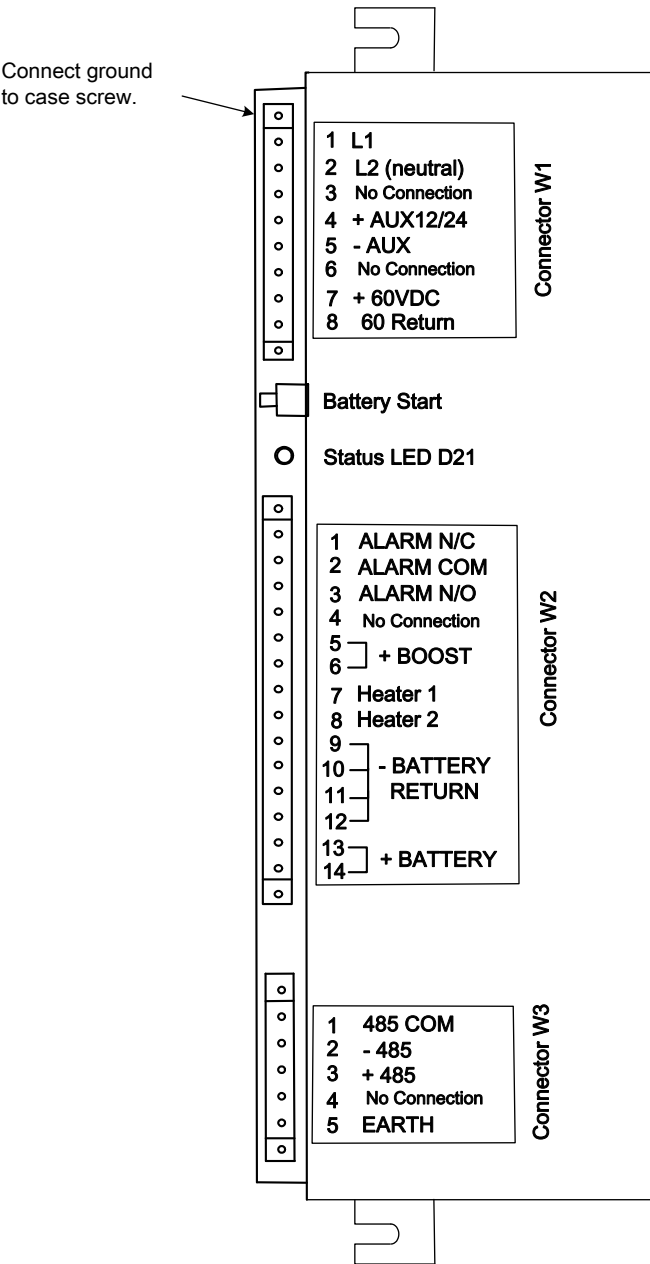 Connect ground
to case screw.
1 L1
2 L2 (neutral)
3 No Connection
4 + AUX12/24
5 - AUX
6 No Connection
7 + 60VDC
8 60 Return
Connector W1
Battery Start
Status LED D21
1 ALARM N/C
2 ALARM COM
3 ALARM N/O
4 No Connection
5
+ BOOST
6
7 Heater 1
8 Heater 2
9
10 - BATTERY
11 RETURN
12
13
+ BATTERY
14
Connector W2
1 485 COM
2 - 485
3 + 485
4 No Connection
5 EARTH
Connector W3